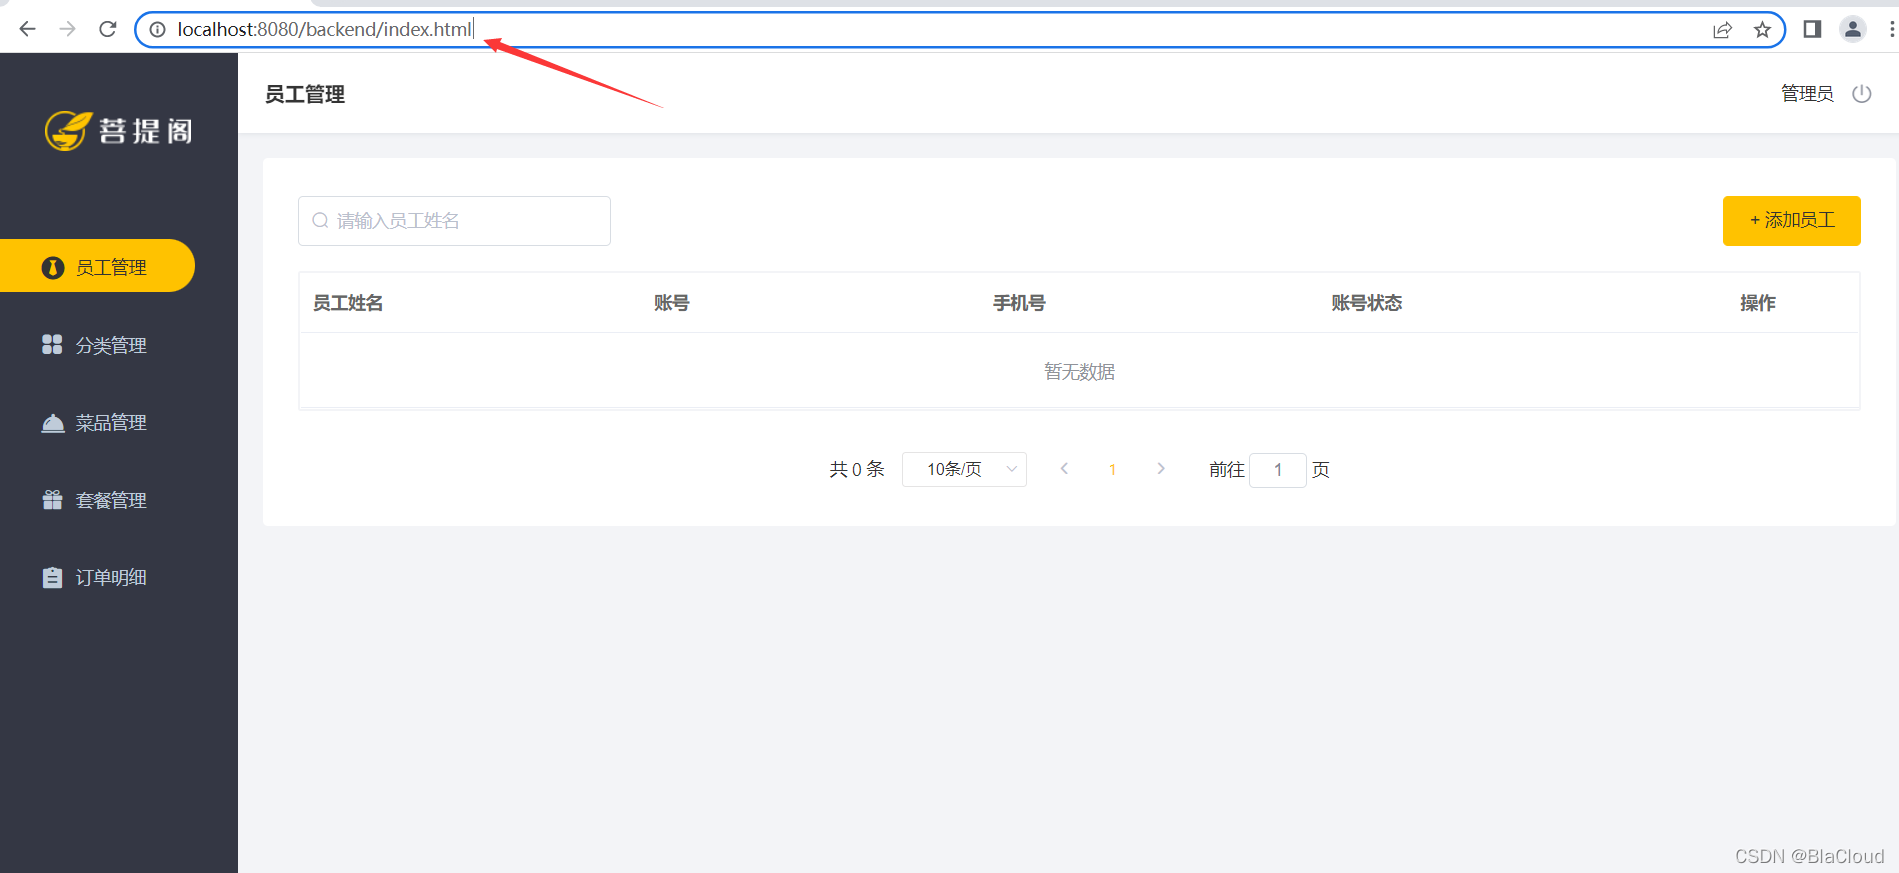 localhost:8080/backend/index.html
菩提阁
员工管理
管理员
请输入员工姓名
+ 添加员工
员工管理
分类管理
菜品管理
套餐管理
订单明细
员工姓名 账号 手机号 账号状态 操作
暂无数据
共 0 条 10条/页 1 前往 1 页
CSDN @BlaCloud